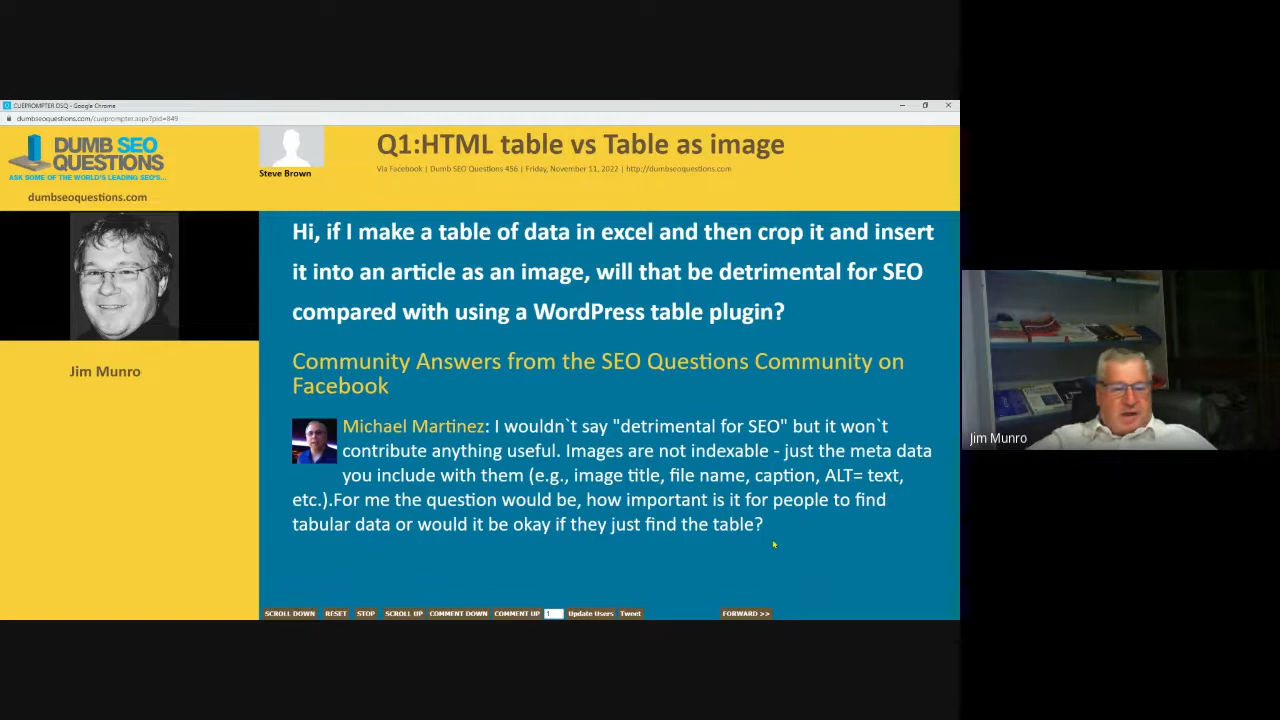 CUEPROMPTER DSQ - Google Chrome
dumbseoquestions.com/cueprompter.aspx?pid=849
DUMB SEO
QUESTIONS
ASK SOME OF THE WORLD'S LEADING SEO'S...
dumbseoquestions.com
Steve Brown
Q1:HTML table vs Table as image
Via Facebook | Dumb SEO Questions 456 | Friday, November 11, 2022 | http://dumbseoquestions.com
Jim Munro
Hi, if I make a table of data in excel and then crop it and insert
it into an article as an image, will that be detrimental for SEO
compared with using a WordPress table plugin?
Community Answers from the SEO Questions Community on
Facebook
Michael Martinez: I wouldn`t say "detrimental for SEO" but it won`t
contribute anything useful. Images are not indexable - just the meta data
you include with them (e.g., image title, file name, caption, ALT= text,
etc.).For me the question would be, how important is it for people to find
tabular data or would it be okay if they just find the table?
SCROLL DOWN RESET STOP SCROLL UP COMMENT DOWN COMMENT UP 1 Update Users Tweet FORWARD >>
Jim Munro